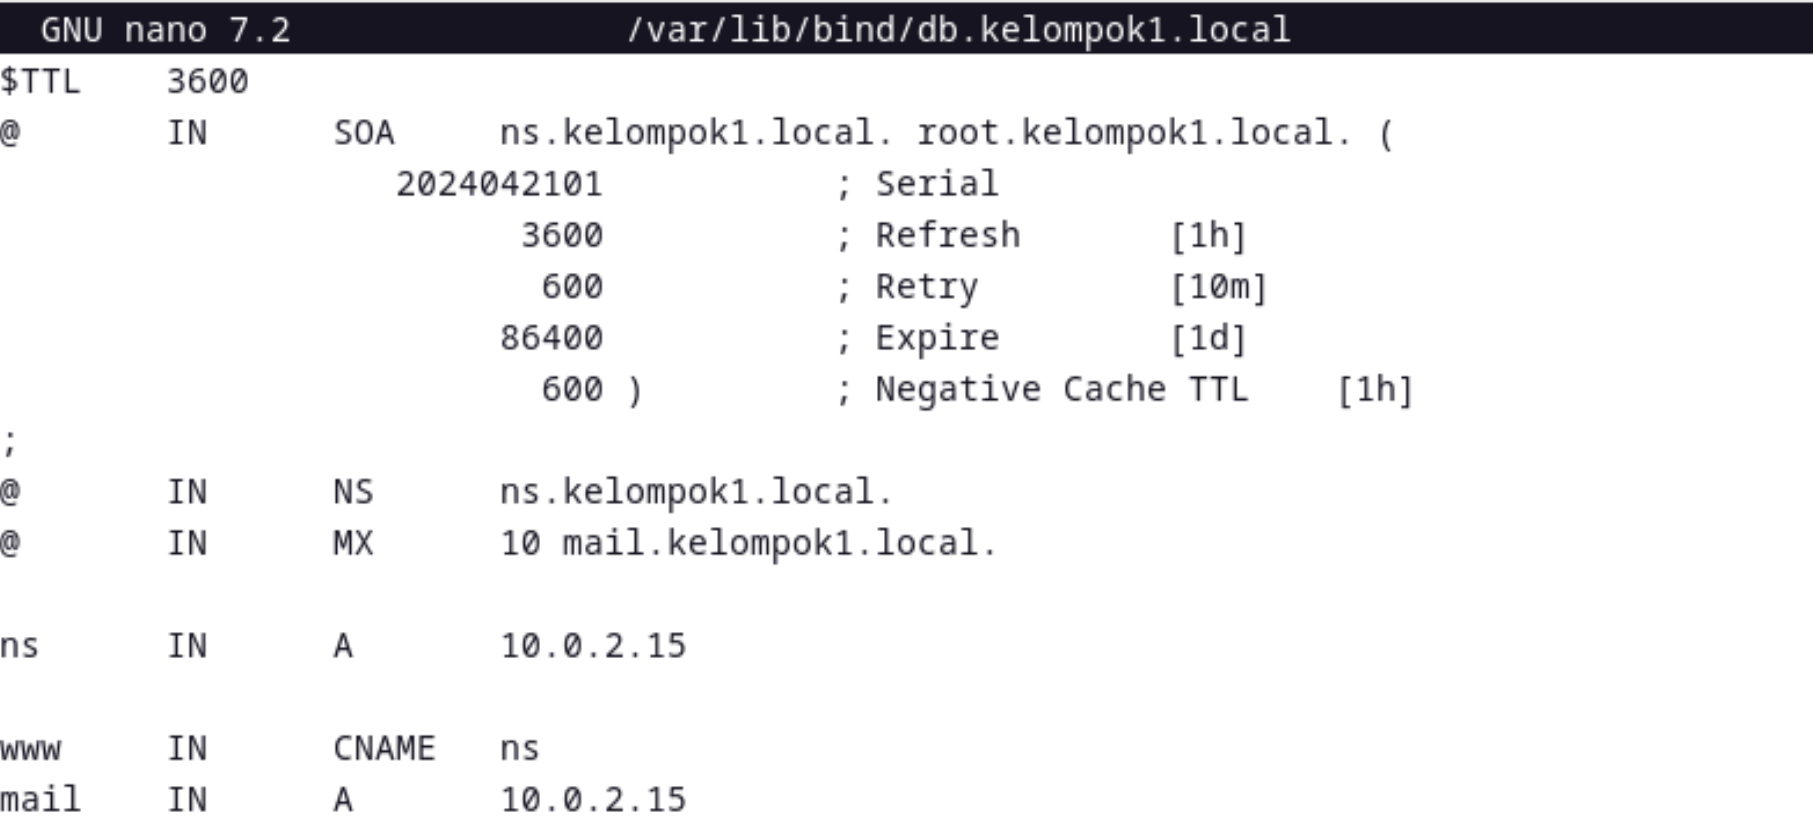 GNU nano 7.2 /var/lib/bind/db.kelompok1.local
$TTL 3600
@ IN SOA ns.kelompok1.local. root.kelompok1.local. (
2024042101 ; Serial
3600 ; Refresh [1h]
600 ; Retry [10m]
86400 ; Expire [1d]
600 ) ; Negative Cache TTL [1h]
;
@ IN NS ns.kelompok1.local.
@ IN MX 10 mail.kelompok1.local.
ns IN A 10.0.2.15
www IN CNAME ns
mail IN A 10.0.2.15